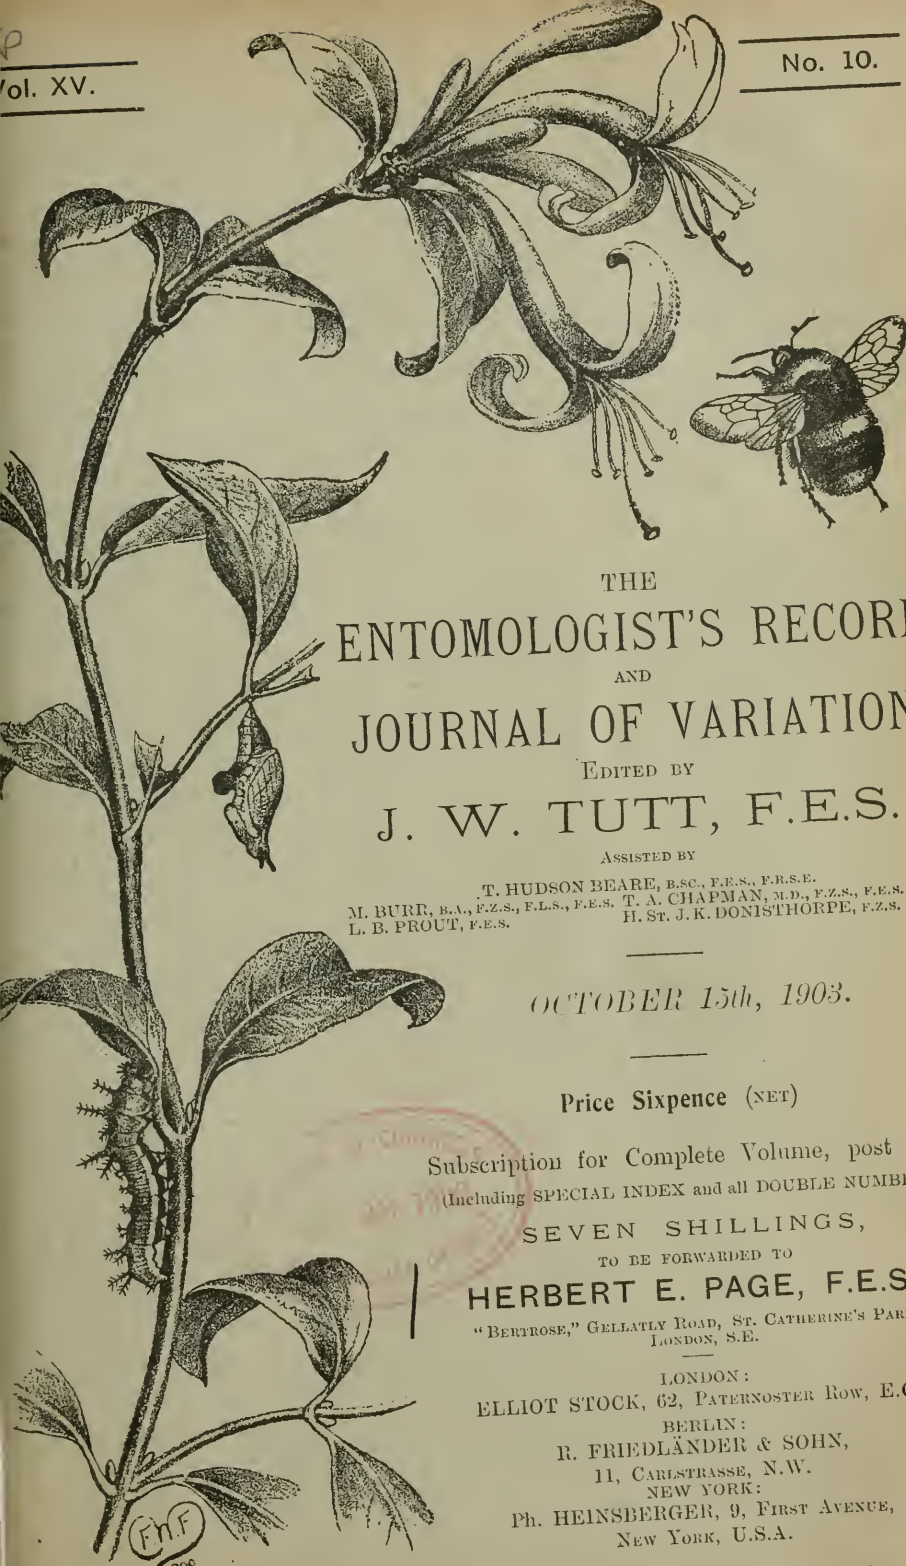 Vol. XV.
No. 10.
THE
ENTOMOLOGIST'S RECOR
AND
JOURNAL OF VARIATION
EDITED BY
J. W. TUTT, F.E.S.
ASSISTED BY
T. HUDSON BEARE, B.SC., F.E.S., F.R.S.E.
M. BURR, B.A., F.Z.S., F.L.S., F.E.S. T. A. CHAPMAN, M.D., F.Z.S., F.E.S.
L. B. PROUT, F.E.S. H. ST. J. K. DONISTHORPE, F.Z.S.
OCTOBER 15th, 1903.
Price Sixpence (NET)
Subscription for Complete Volume, post
(Including SPECIAL INDEX and all DOUBLE NUMBE
SEVEN SHILLINGS,
TO BE FORWARDED TO
HERBERT E. PAGE, F.E.S
"BERTROSE," GELLATLY ROAD, ST. CATHERINE'S PAR
LONDON, S.E.
LONDON:
ELLIOT STOCK, 62, PATERNOSTER ROW, E.C
BERLIN:
R. FRIEDLÄNDER & SOHN,
11, CARLSTRASSE, N.W.
NEW YORK:
Ph. HEINSBERGER, 9, FIRST AVENUE,
NEW YORK, U.S.A.